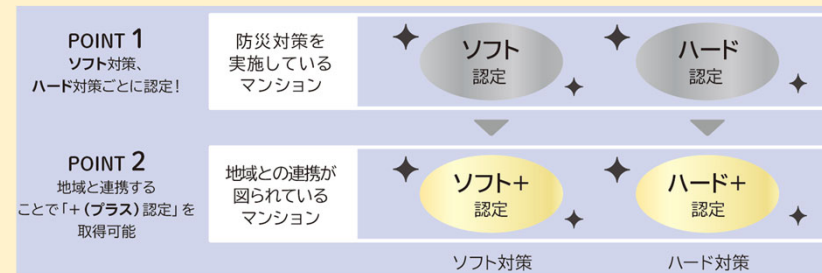 POINT 1
ソフト対策、
ハード対策ごとに認定!
防災対策を
実施している
マンション
ソフト
認定
ハード
認定
POINT 2
地域と連携する
ことで「+(プラス)認定」を
取得可能
地域との連携が
図られている
マンション
ソフト+
認定
ハード+
認定
ソフト対策
ハード対策